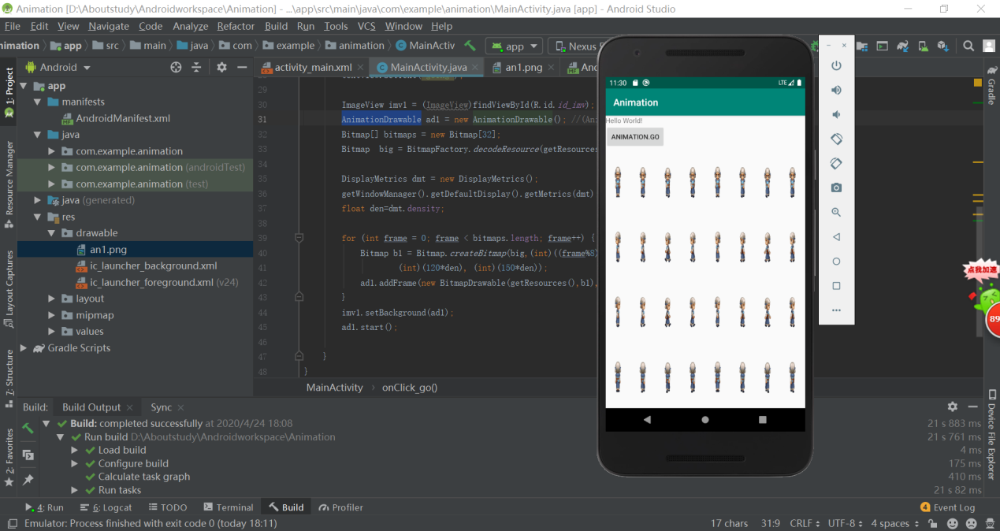 Animation [D:\Aboutstudy\Androidworkspace\Animation] - ...\app\src\main\java\com\example\animation\MainActivity.java [app] - Android Studio
File Edit View Navigate Code Analyze Refactor Build Run Tools VCS Window Help
nimation app src main java com example animation MainActiv app Nexus
Android
activity_main.xml MainActivity.java an1.png
1: Project
Resource Manager
Layout Captures
7: Structure
2: Favorites
app
manifests
AndroidManifest.xml
java
com.example.animation
com.example.animation (androidTest)
com.example.animation (test)
java (generated)
res
drawable
an1.png
ic_launcher_background.xml
ic_launcher_foreground.xml (v24)
layout
mipmap
values
Gradle Scripts
29
30 ImageView imv1 = (ImageView)findViewById(R.id.id_imv);
31 AnimationDrawable ad1 = new AnimationDrawable(); //(An
32 Bitmap[] bitmaps = new Bitmap[32];
33 Bitmap big = BitmapFactory.decodeResource(getResources
34
35 DisplayMetrics dmt = new DisplayMetrics();
36 getWindowManager().getDefaultDisplay().getMetrics(dmt)
37 float den=dmt.density;
38
39 for (int frame = 0; frame < bitmaps.length; frame++) {
40 Bitmap b1 = Bitmap.createBitmap(big,(int)((frame%8)
41 (int)(120*den), (int)(150*den));
42 ad1.addFrame(new BitmapDrawable(getResources(),b1),
43 }
44 imv1.setBackground(ad1);
45 ad1.start();
46
47 }
48 }
MainActivity › onClick_go()
11:30 LTE
Animation
Hello World!
ANIMATION.GO
点我加速
89
Gradle
Device File Explorer
Build: Build Output Sync
Build: completed successfully at 2020/4/24 18:08 21 s 883 ms
Run build D:\Aboutstudy\Androidworkspace\Animation 21 s 761 ms
Load build 4 ms
Configure build 175 ms
Calculate task graph 410 ms
Run tasks 21 s 82 ms
4: Run 6: Logcat TODO Terminal Build Profiler 4 Event Log
Emulator: Process finished with exit code 0 (today 18:11) 17 chars 31:9 CRLF UTF-8 4 spaces